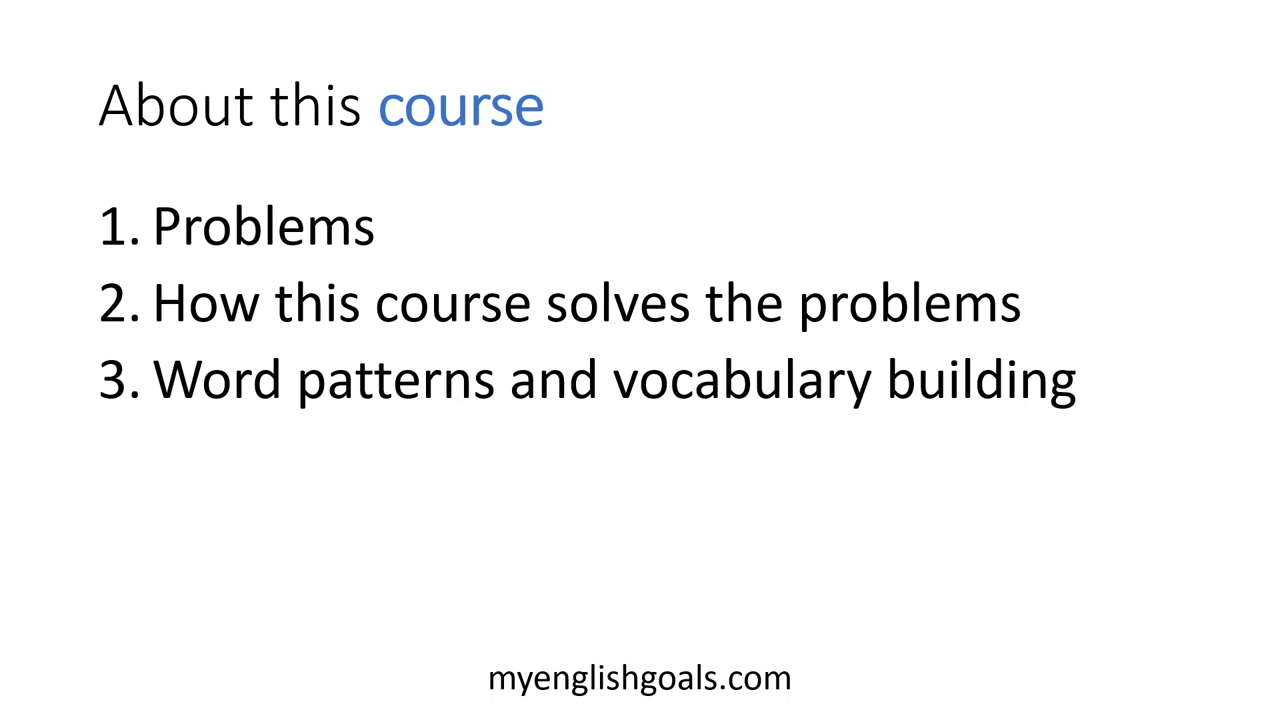 About this course
1. Problems
2. How this course solves the problems
3. Word patterns and vocabulary building
myenglishgoals.com